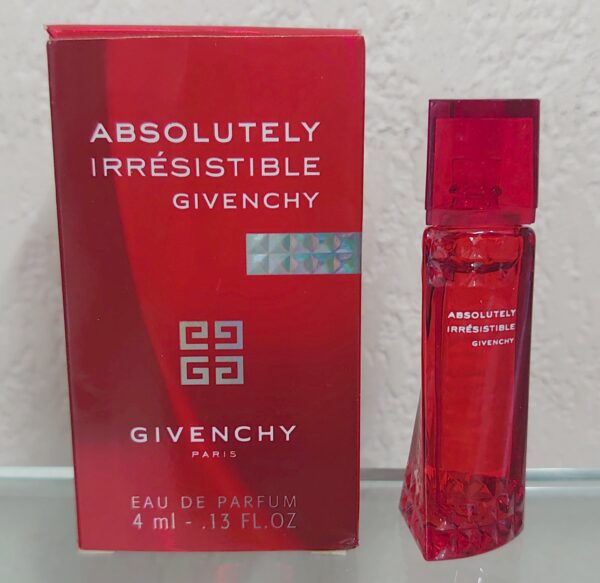 ABSOLUTELY
IRRÉSISTIBLE
GIVENCHY
GIVENCHY
PARIS
EAU DE PARFUM
4 ml - .13 FL.OZ
ABSOLUTELY
IRRÉSISTIBLE
GIVENCHY